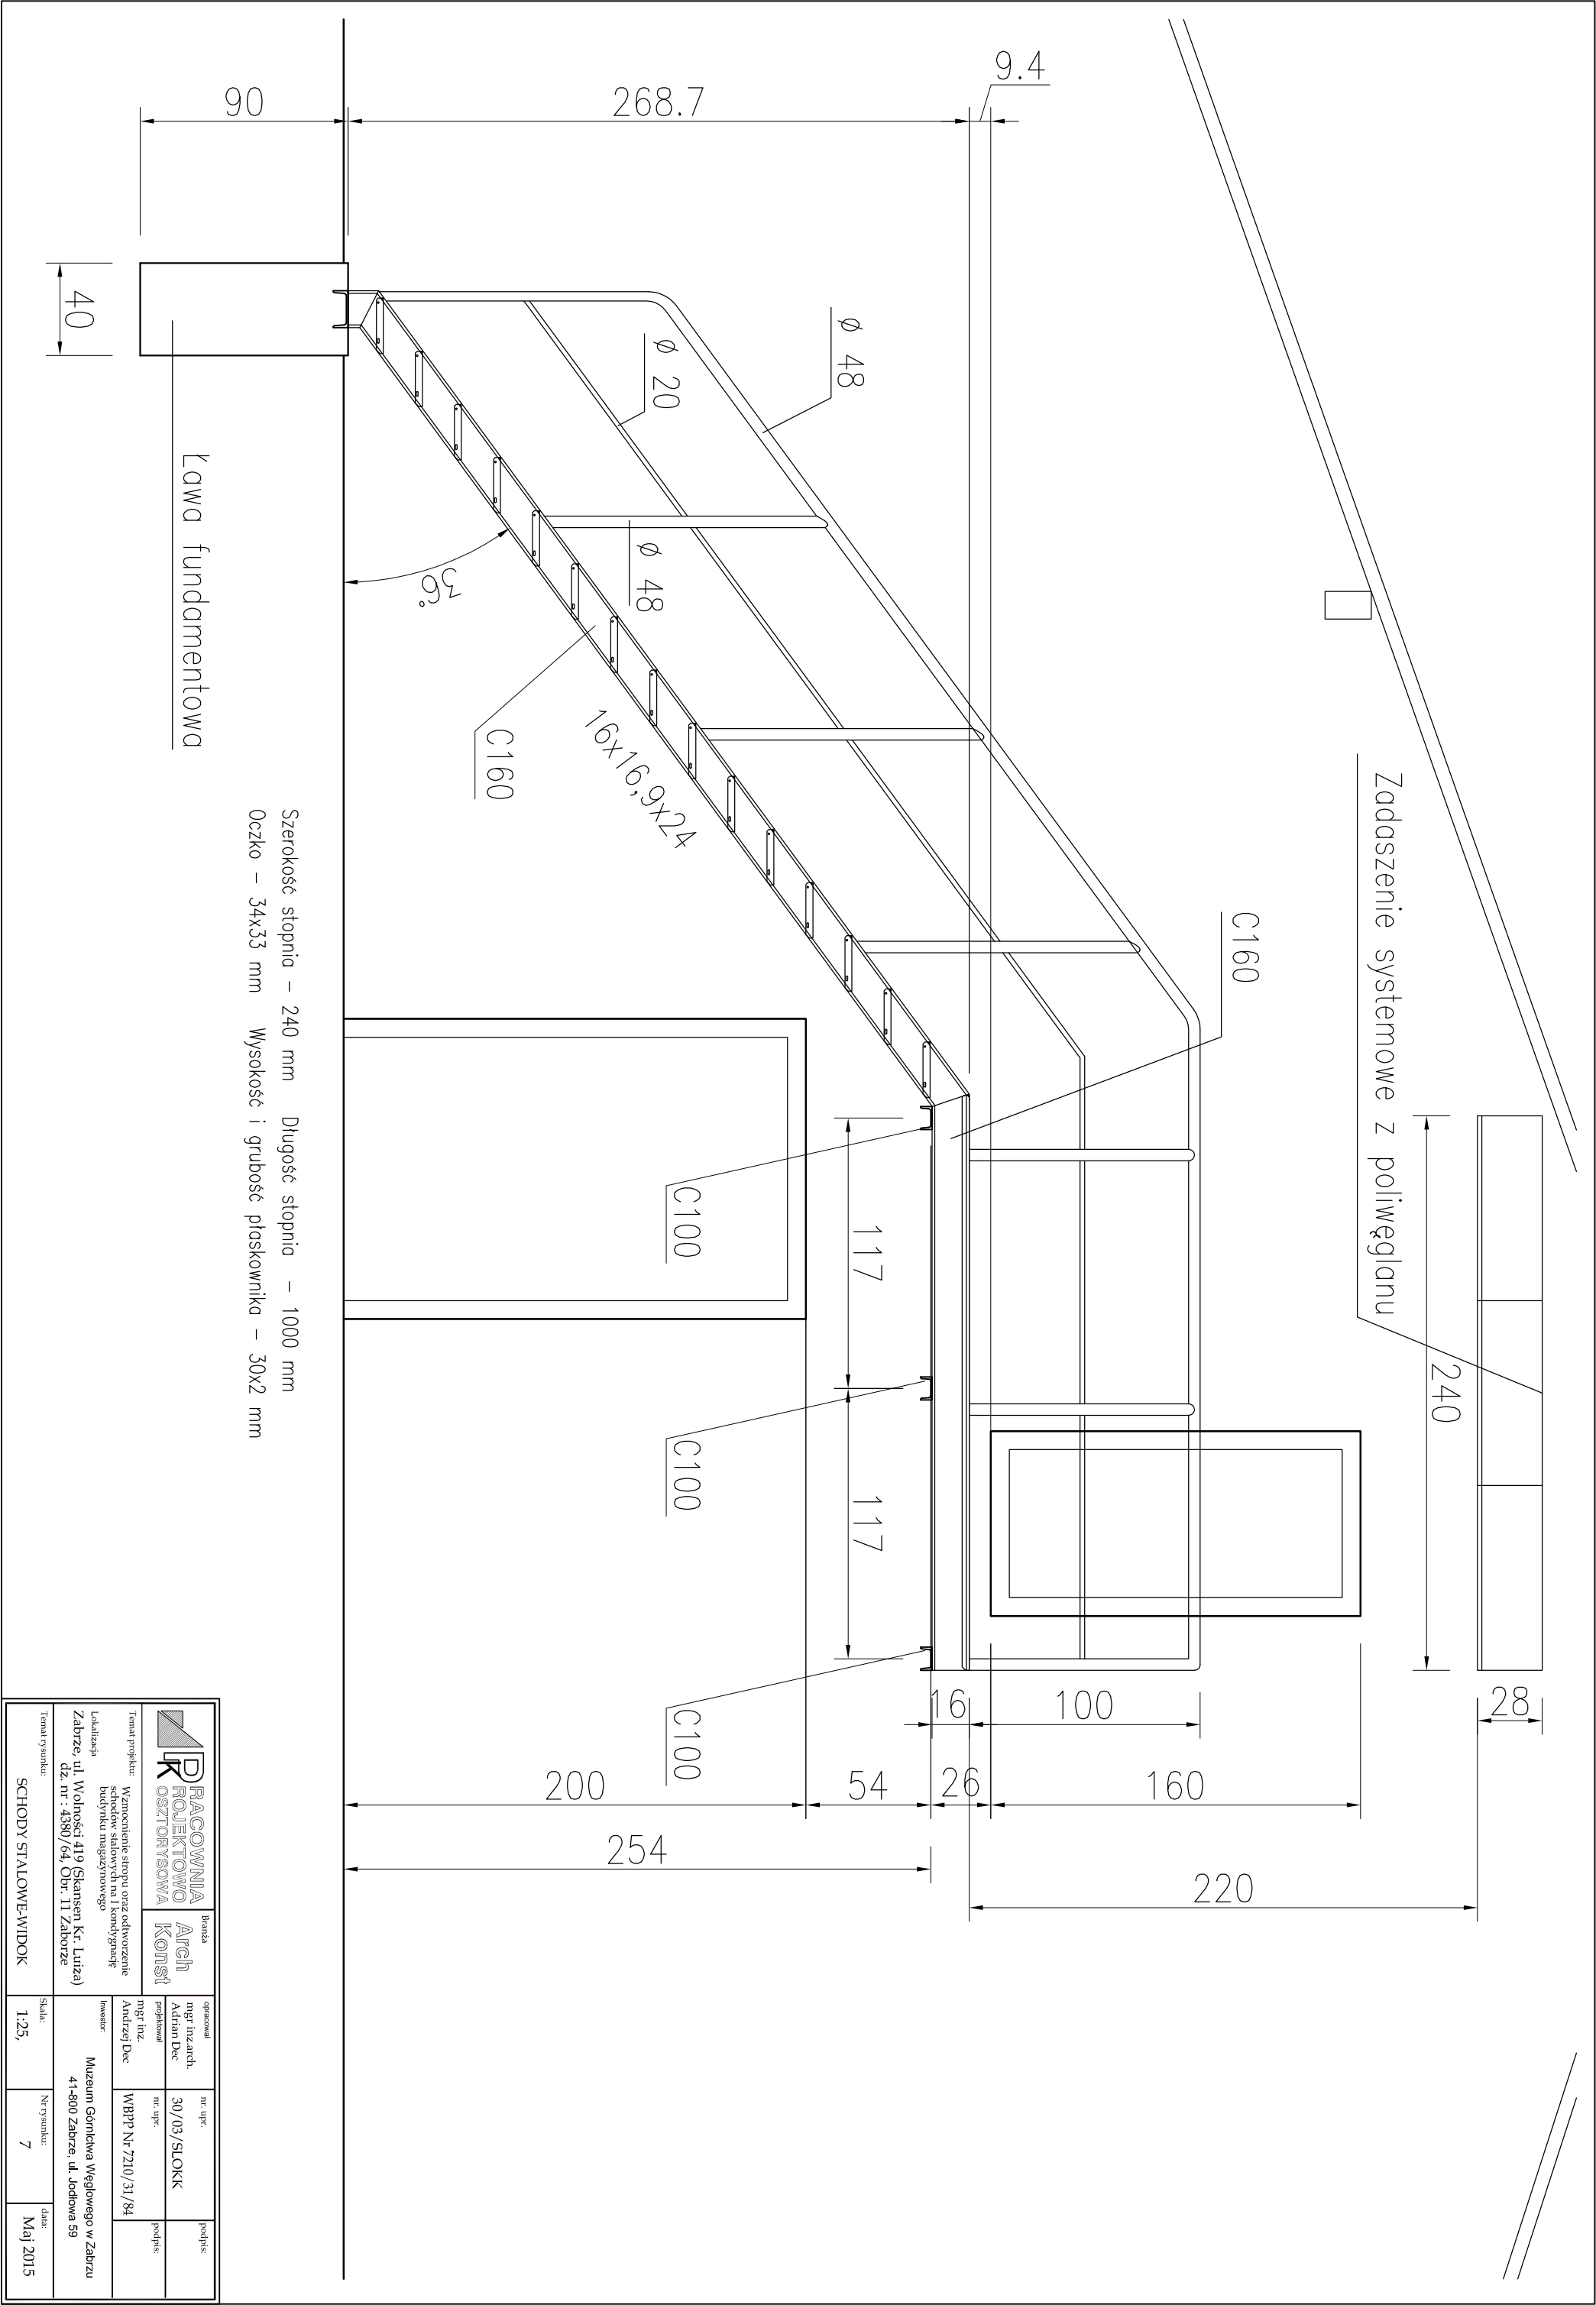 Zadaszenie systemowe z poliwęglanu
240
28
9.4
268.7
90
40
ø 48
ø 20
ø 48
36°
C160
16x16,9x24
C160
117
117
C100
C100
C100
16
100
200
54
26
160
254
220
Ława fundamentowa
Szerokość stopnia - 240 mm Długość stopnia - 1000 mm
Oczko - 34x33 mm Wysokość i grubość płaskownika - 30x2 mm
PRACOWNIA
PROJEKTOWO
KOSZTORYSOWA
Branża
Arch
Konst
opracował
mgr inż.arch.
Adrian Dec
nr. upr.
30/03/SLOKK
podpis:
projektował
mgr inż.
Andrzej Dec
nr. upr.
WBPP Nr 7210/31/84
podpis:
Temat projektu: Wzmocnienie stropu oraz odtworzenie
schodów stalowych na I kondygnację
budynku magazynowego
Lokalizacja
Zabrze, ul. Wolności 419 (Skansen Kr. Luiza)
dz. nr : 4380/64, Obr. 11 Zaborze
Inwestor:
Muzeum Górnictwa Węglowego w Zabrzu
41-800 Zabrze, ul. Jodłowa 59
Temat rysunku:
SCHODY STALOWE-WIDOK
Skala:
1:25,
Nr rysunku:
7
data:
Maj 2015